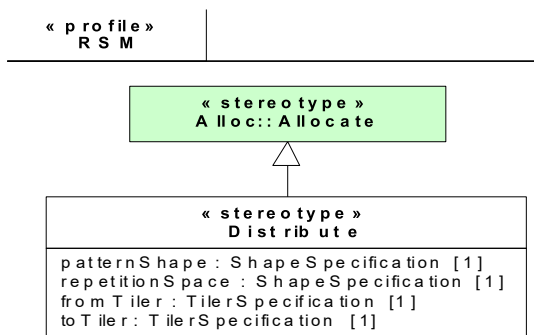 « profile»
RSM
« stereotype »
Alloc::Allocate
« stereotype »
Distribute
patternShape : ShapeSpecification [1]
repetitionSpace : ShapeSpecification [1]
fromTiler : TilerSpecification [1]
toTiler : TilerSpecification [1]